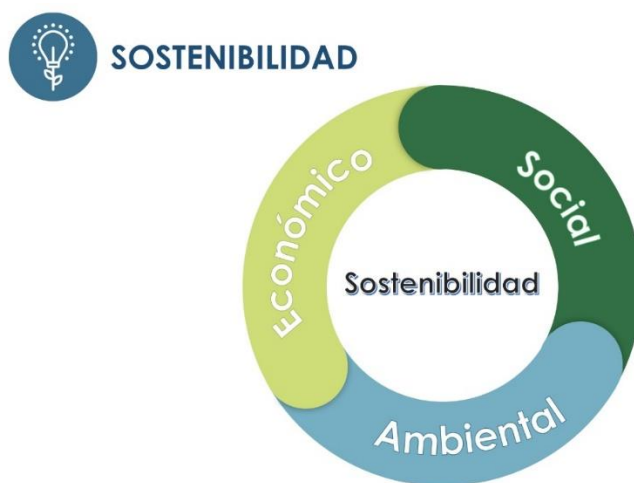 SOSTENIBILIDAD
Económico
Social
Sostenibilidad
Ambiental